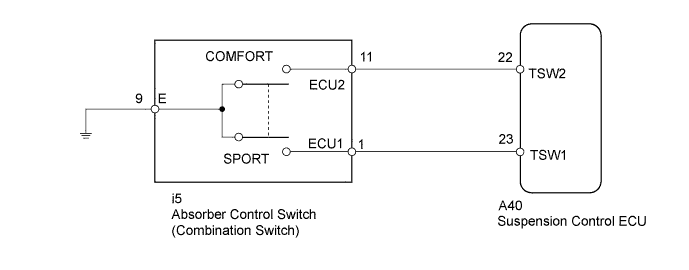 COMFORT
11
22
ECU2
TSW2
9
E
ECU1
1
23
SPORT
TSW1
i5
Absorber Control Switch
(Combination Switch)
A40
Suspension Control ECU